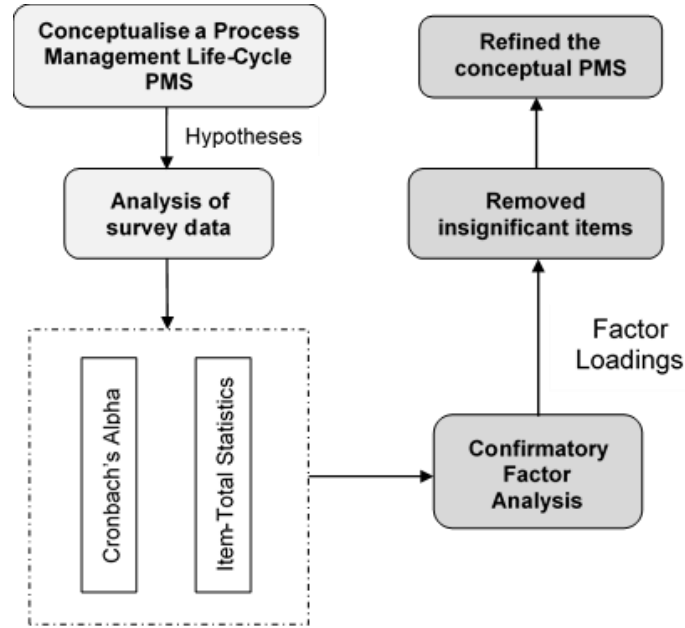 Conceptualise a Process
Management Life-Cycle
PMS
Hypotheses
Analysis of
survey data
Cronbach's Alpha
Item-Total Statistics
Confirmatory
Factor
Analysis
Factor
Loadings
Removed
insignificant items
Refined the
conceptual PMS